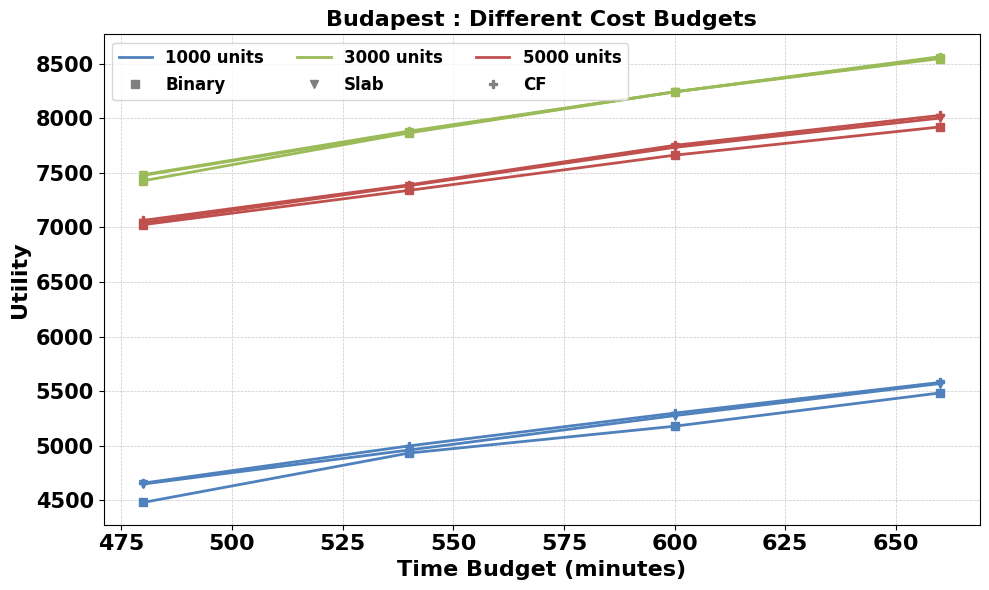 Budapest : Different Cost Budgets
1000 units 3000 units 5000 units
Binary Slab CF
8500
8000
7500
7000
6500
6000
5500
5000
4500
Utility
475 500 525 550 575 600 625 650
Time Budget (minutes)